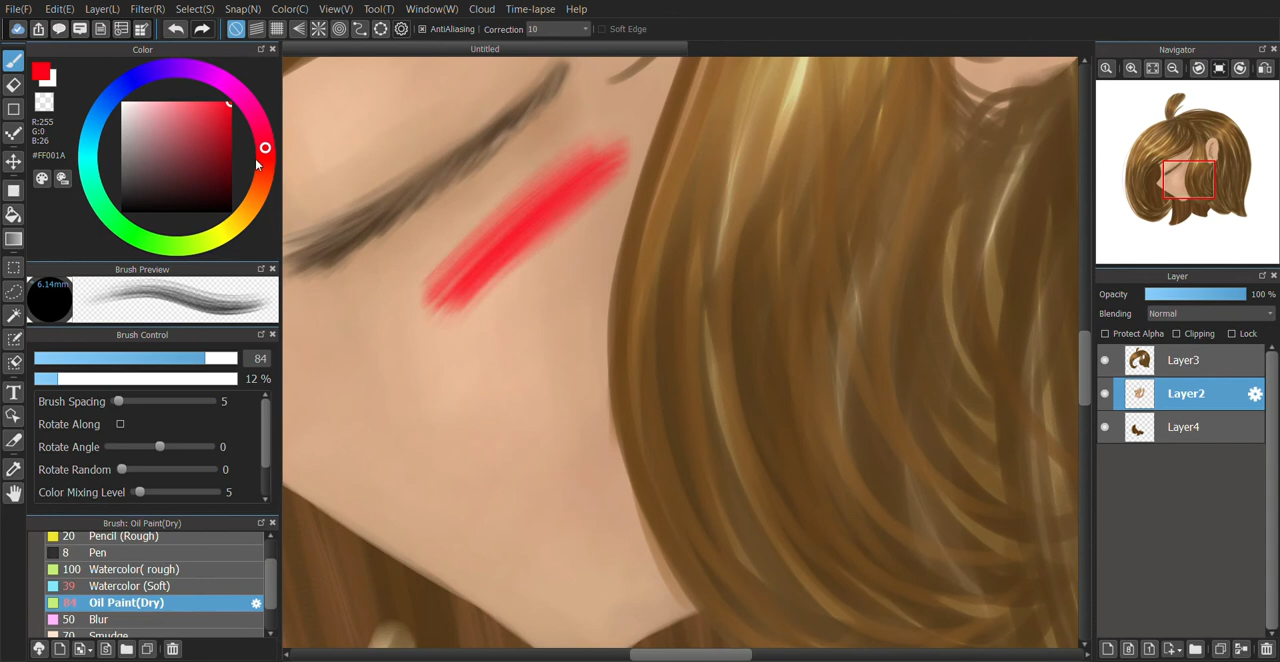 File(F) Edit(E) Layer(L) Filter(R) Select(S) Snap(N) Color(C) View(V) Tool(T) Window(W) Cloud Time-lapse Help
AntiAliasing Correction 10 Soft Edge
Color
Untitled
Navigator
R:255
G:0
B:26
#FF001A
Brush Preview
6.14mm
Brush Control
84
12 %
Brush Spacing 5
Rotate Along
Rotate Angle 0
Rotate Random 0
Color Mixing Level 5
Brush: Oil Paint(Dry)
20 Pencil (Rough)
8 Pen
100 Watercolor( rough)
39 Watercolor (Soft)
84 Oil Paint(Dry)
50 Blur
70 Smudge
Layer
Opacity 100 %
Blending Normal
Protect Alpha Clipping Lock
Layer3
Layer2
Layer4